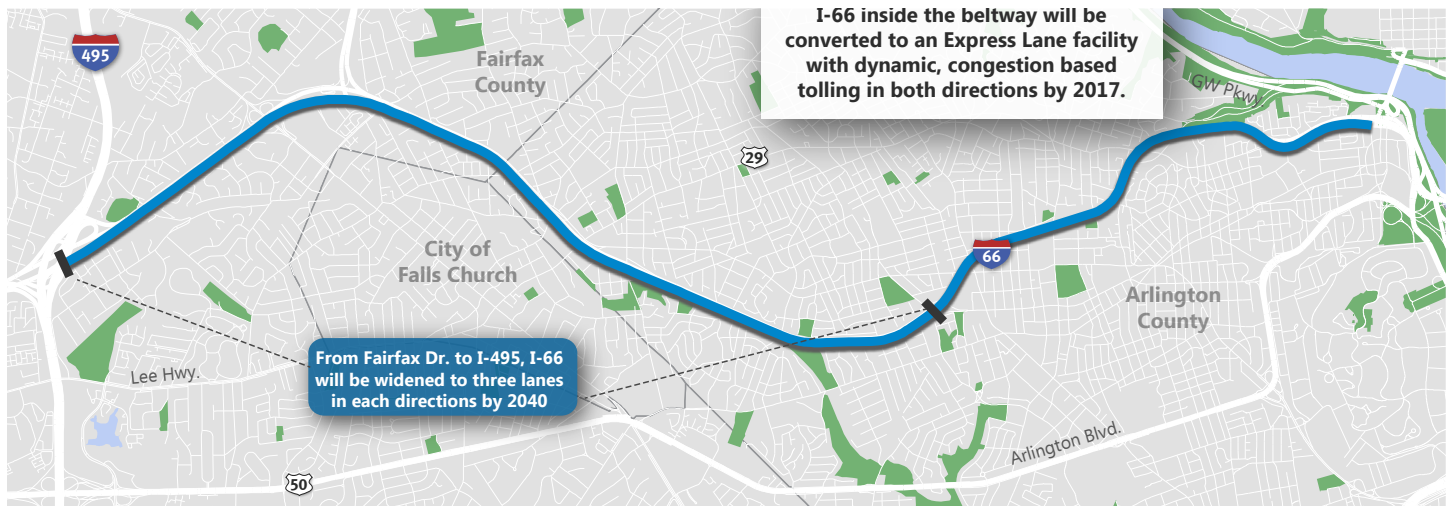 I-66 inside the beltway will be
converted to an Express Lane facility
with dynamic, congestion based
tolling in both directions by 2017.
495
Fairfax
County
GW Pkwy.
29
City of
Falls Church
66
Arlington
County
From Fairfax Dr. to I-495, I-66
will be widened to three lanes
in each directions by 2040
Lee Hwy.
Arlington Blvd.
50